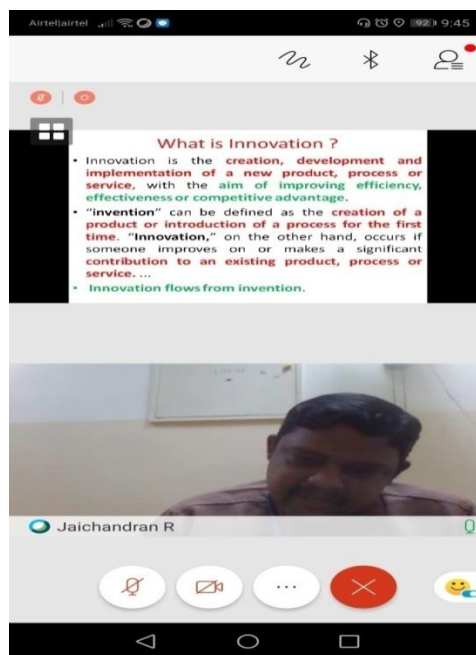 Airtel|airtel 92 9:45
What is Innovation ?
• Innovation is the creation, development and
implementation of a new product, process or
service, with the aim of improving efficiency,
effectiveness or competitive advantage.
• “invention” can be defined as the creation of a
product or introduction of a process for the first
time. “Innovation,” on the other hand, occurs if
someone improves on or makes a significant
contribution to an existing product, process or
service. ...
• Innovation flows from invention.
Jaichandran R